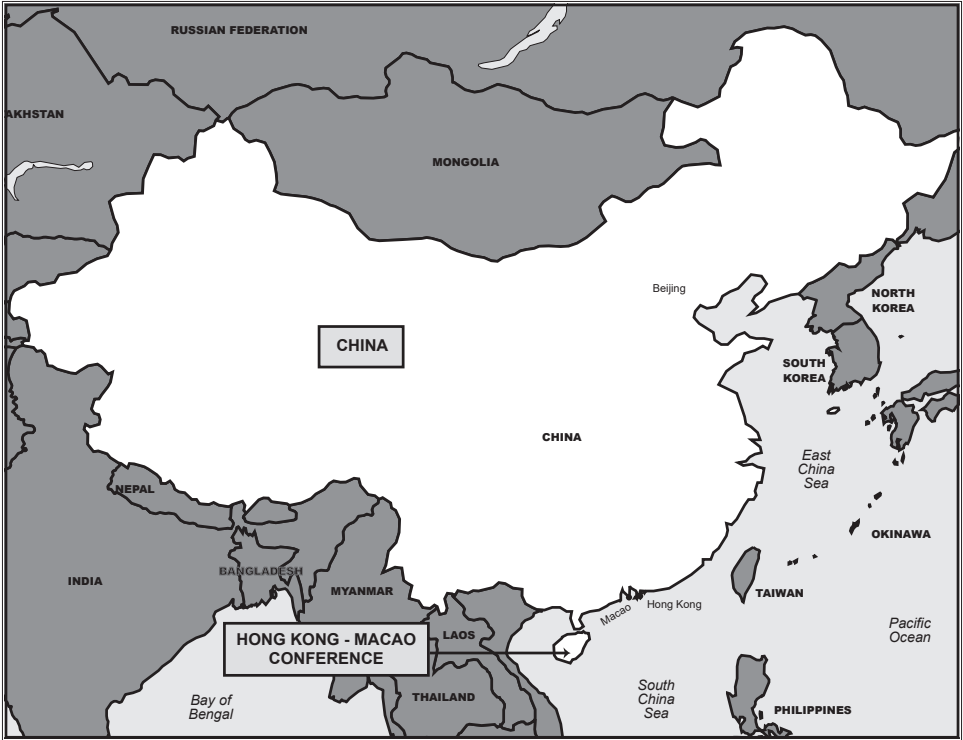 RUSSIAN FEDERATION
AKHSTAN
MONGOLIA
Beijing
NORTH
KOREA
CHINA
SOUTH
KOREA
CHINA
East
China
Sea
NEPAL
OKINAWA
BANGLADESH
INDIA
MYANMAR
TAIWAN
Macao
Hong Kong
Pacific
Ocean
HONG KONG - MACAO
CONFERENCE
LAOS
THAILAND
Bay of
Bengal
South
China
Sea
PHILIPPINES